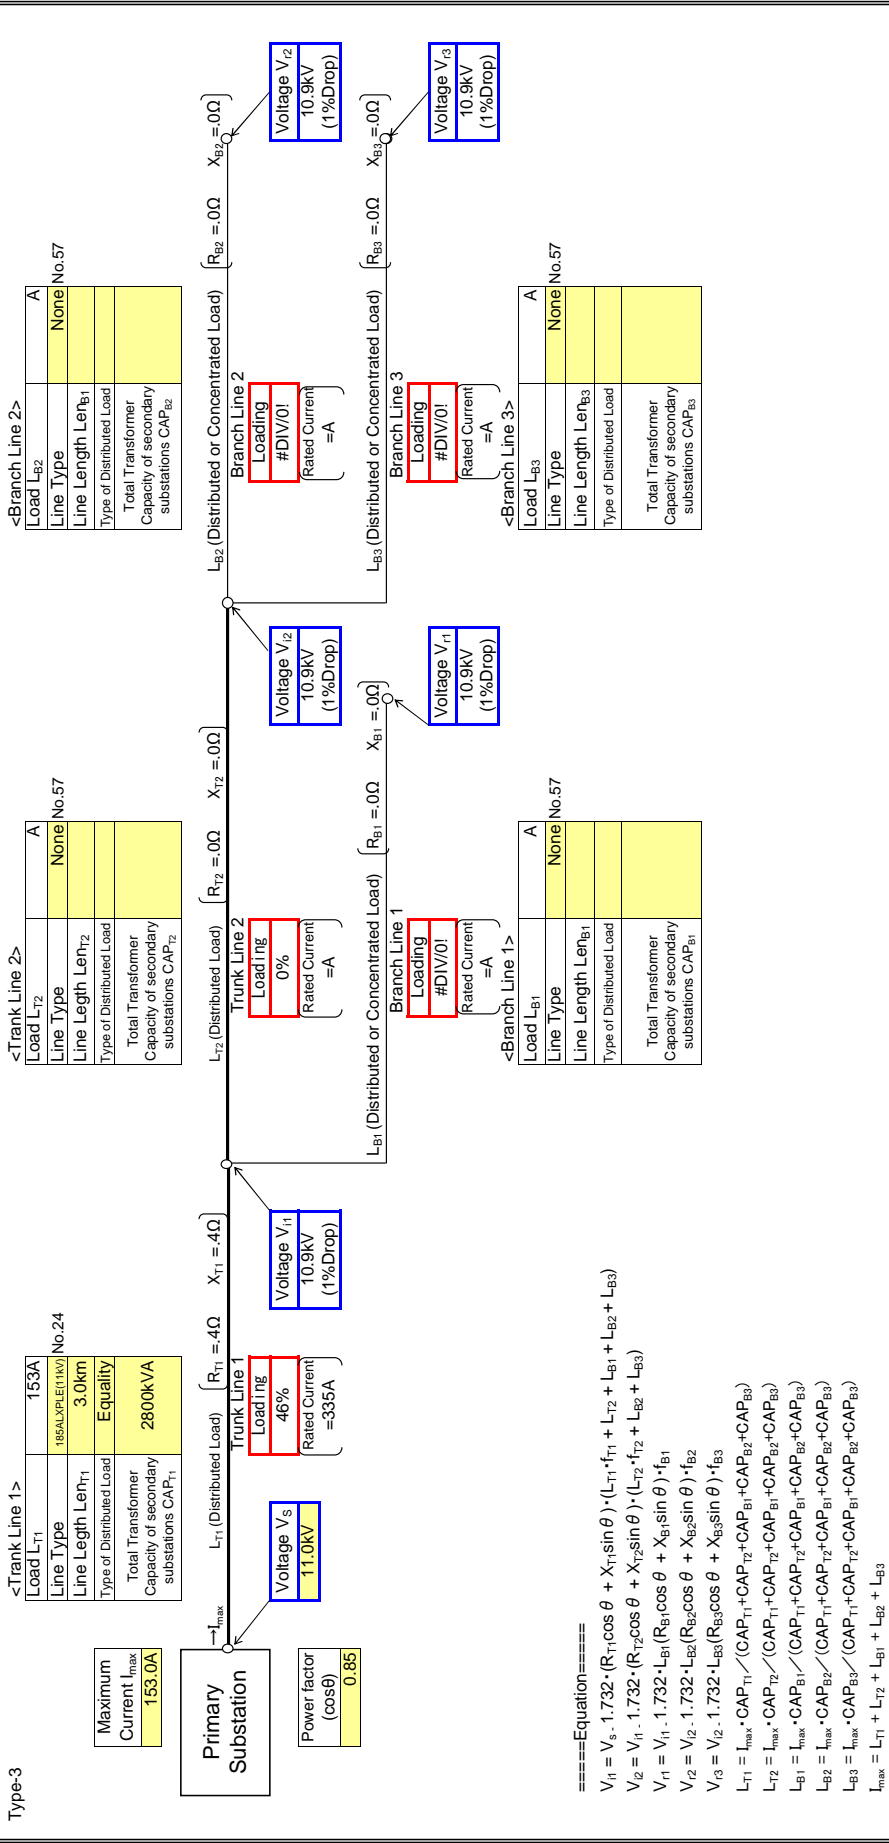 Type-3
Maximum
Current Imax
153.0A
Primary
Substation
Power factor
(cosθ)
0.85
→Imax
Voltage VS
11.0kV
<Trank Line 1>
Load LT1 153A
Line Type 185ALXPLE(11kV) No.24
Line Legth LenT1 3.0km
Type of Distributed Load Equality
Total Transformer
Capacity of secondary
substations CAPT1
2800kVA
LT1 (Distributed Load)
RT1 =.4Ω XT1 =.4Ω
Trunk Line 1
Loading
46%
Rated Current
=335A
Voltage Vi1
10.9kV
(1%Drop)
<Trank Line 2>
Load LT2 A
Line Type None No.57
Line Legth LenT2
Type of Distributed Load
Total Transformer
Capacity of secondary
substations CAPT2
LT2 (Distributed Load)
RT2 =.0Ω XT2 =.0Ω
Trunk Line 2
Loading
0%
Rated Current
=A
Voltage Vi2
10.9kV
(1%Drop)
LB1 (Distributed or Concentrated Load)
RB1 =.0Ω XB1 =.0Ω
Branch Line 1
Loading
#DIV/0!
Rated Current
=A
Voltage Vr1
10.9kV
(1%Drop)
<Branch Line 1>
Load LB1 A
Line Type None No.57
Line Length LenB1
Type of Distributed Load
Total Transformer
Capacity of secondary
substations CAPB1
<Branch Line 2>
Load LB2 A
Line Type None No.57
Line Length LenB1
Type of Distributed Load
Total Transformer
Capacity of secondary
substations CAPB2
LB2 (Distributed or Concentrated Load)
RB2 =.0Ω XB2 =.0Ω
Branch Line 2
Loading
#DIV/0!
Rated Current
=A
Voltage Vr2
10.9kV
(1%Drop)
LB3 (Distributed or Concentrated Load)
RB3 =.0Ω XB3 =.0Ω
Branch Line 3
Loading
#DIV/0!
Rated Current
=A
Voltage Vr3
10.9kV
(1%Drop)
<Branch Line 3>
Load LB3 A
Line Type None No.57
Line Length LenB3
Type of Distributed Load
Total Transformer
Capacity of secondary
substations CAPB3
=====Equation=====
Vi1 = Vs - 1.732・(RT1cosθ + XT1sinθ)・(LT1・fT1 + LT2 + LB1 + LB2 + LB3)
Vi2 = Vi1 - 1.732・(RT2cosθ + XT2sinθ)・(LT2・fT2 + LB2 + LB3)
Vr1 = Vi1 - 1.732・LB1(RB1cosθ + XB1sinθ)・fB1
Vr2 = Vi2 - 1.732・LB2(RB2cosθ + XB2sinθ)・fB2
Vr3 = Vi2 - 1.732・LB3(RB3cosθ + XB3sinθ)・fB3
LT1 = Imax・CAPT1／(CAPT1+CAPT2+CAPB1+CAPB2+CAPB3)
LT2 = Imax・CAPT2／(CAPT1+CAPT2+CAPB1+CAPB2+CAPB3)
LB1 = Imax・CAPB1／(CAPT1+CAPT2+CAPB1+CAPB2+CAPB3)
LB2 = Imax・CAPB2／(CAPT1+CAPT2+CAPB1+CAPB2+CAPB3)
LB3 = Imax・CAPB3／(CAPT1+CAPT2+CAPB1+CAPB2+CAPB3)
Imax = LT1 + LT2 + LB1 + LB2 + LB3